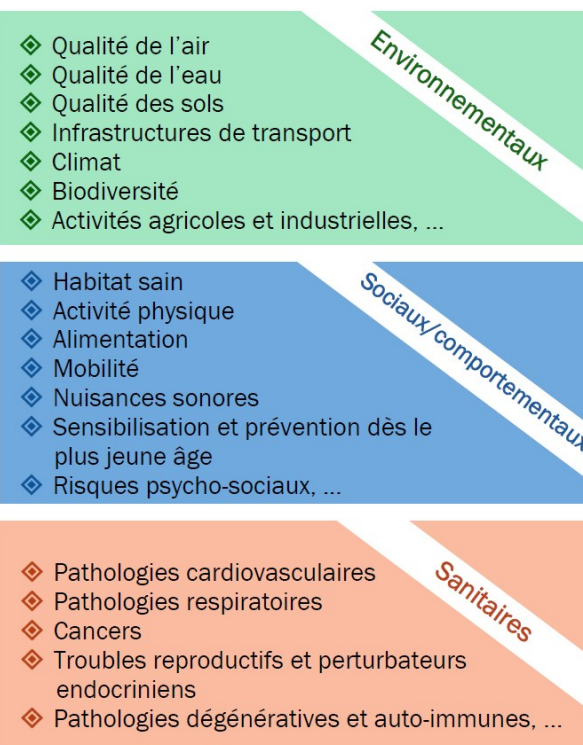 Environnementaux
Qualité de l'air
Qualité de l'eau
Qualité des sols
Infrastructures de transport
Climat
Biodiversité
Activités agricoles et industrielles, ...
Sociaux/comportementaux
Habitat sain
Activité physique
Alimentation
Mobilité
Nuisances sonores
Sensibilisation et prévention dès le
plus jeune âge
Risques psycho-sociaux, ...
Sanitaires
Pathologies cardiovasculaires
Pathologies respiratoires
Cancers
Troubles reproductifs et perturbateurs
endocriniens
Pathologies dégénératives et auto-immunes, ...